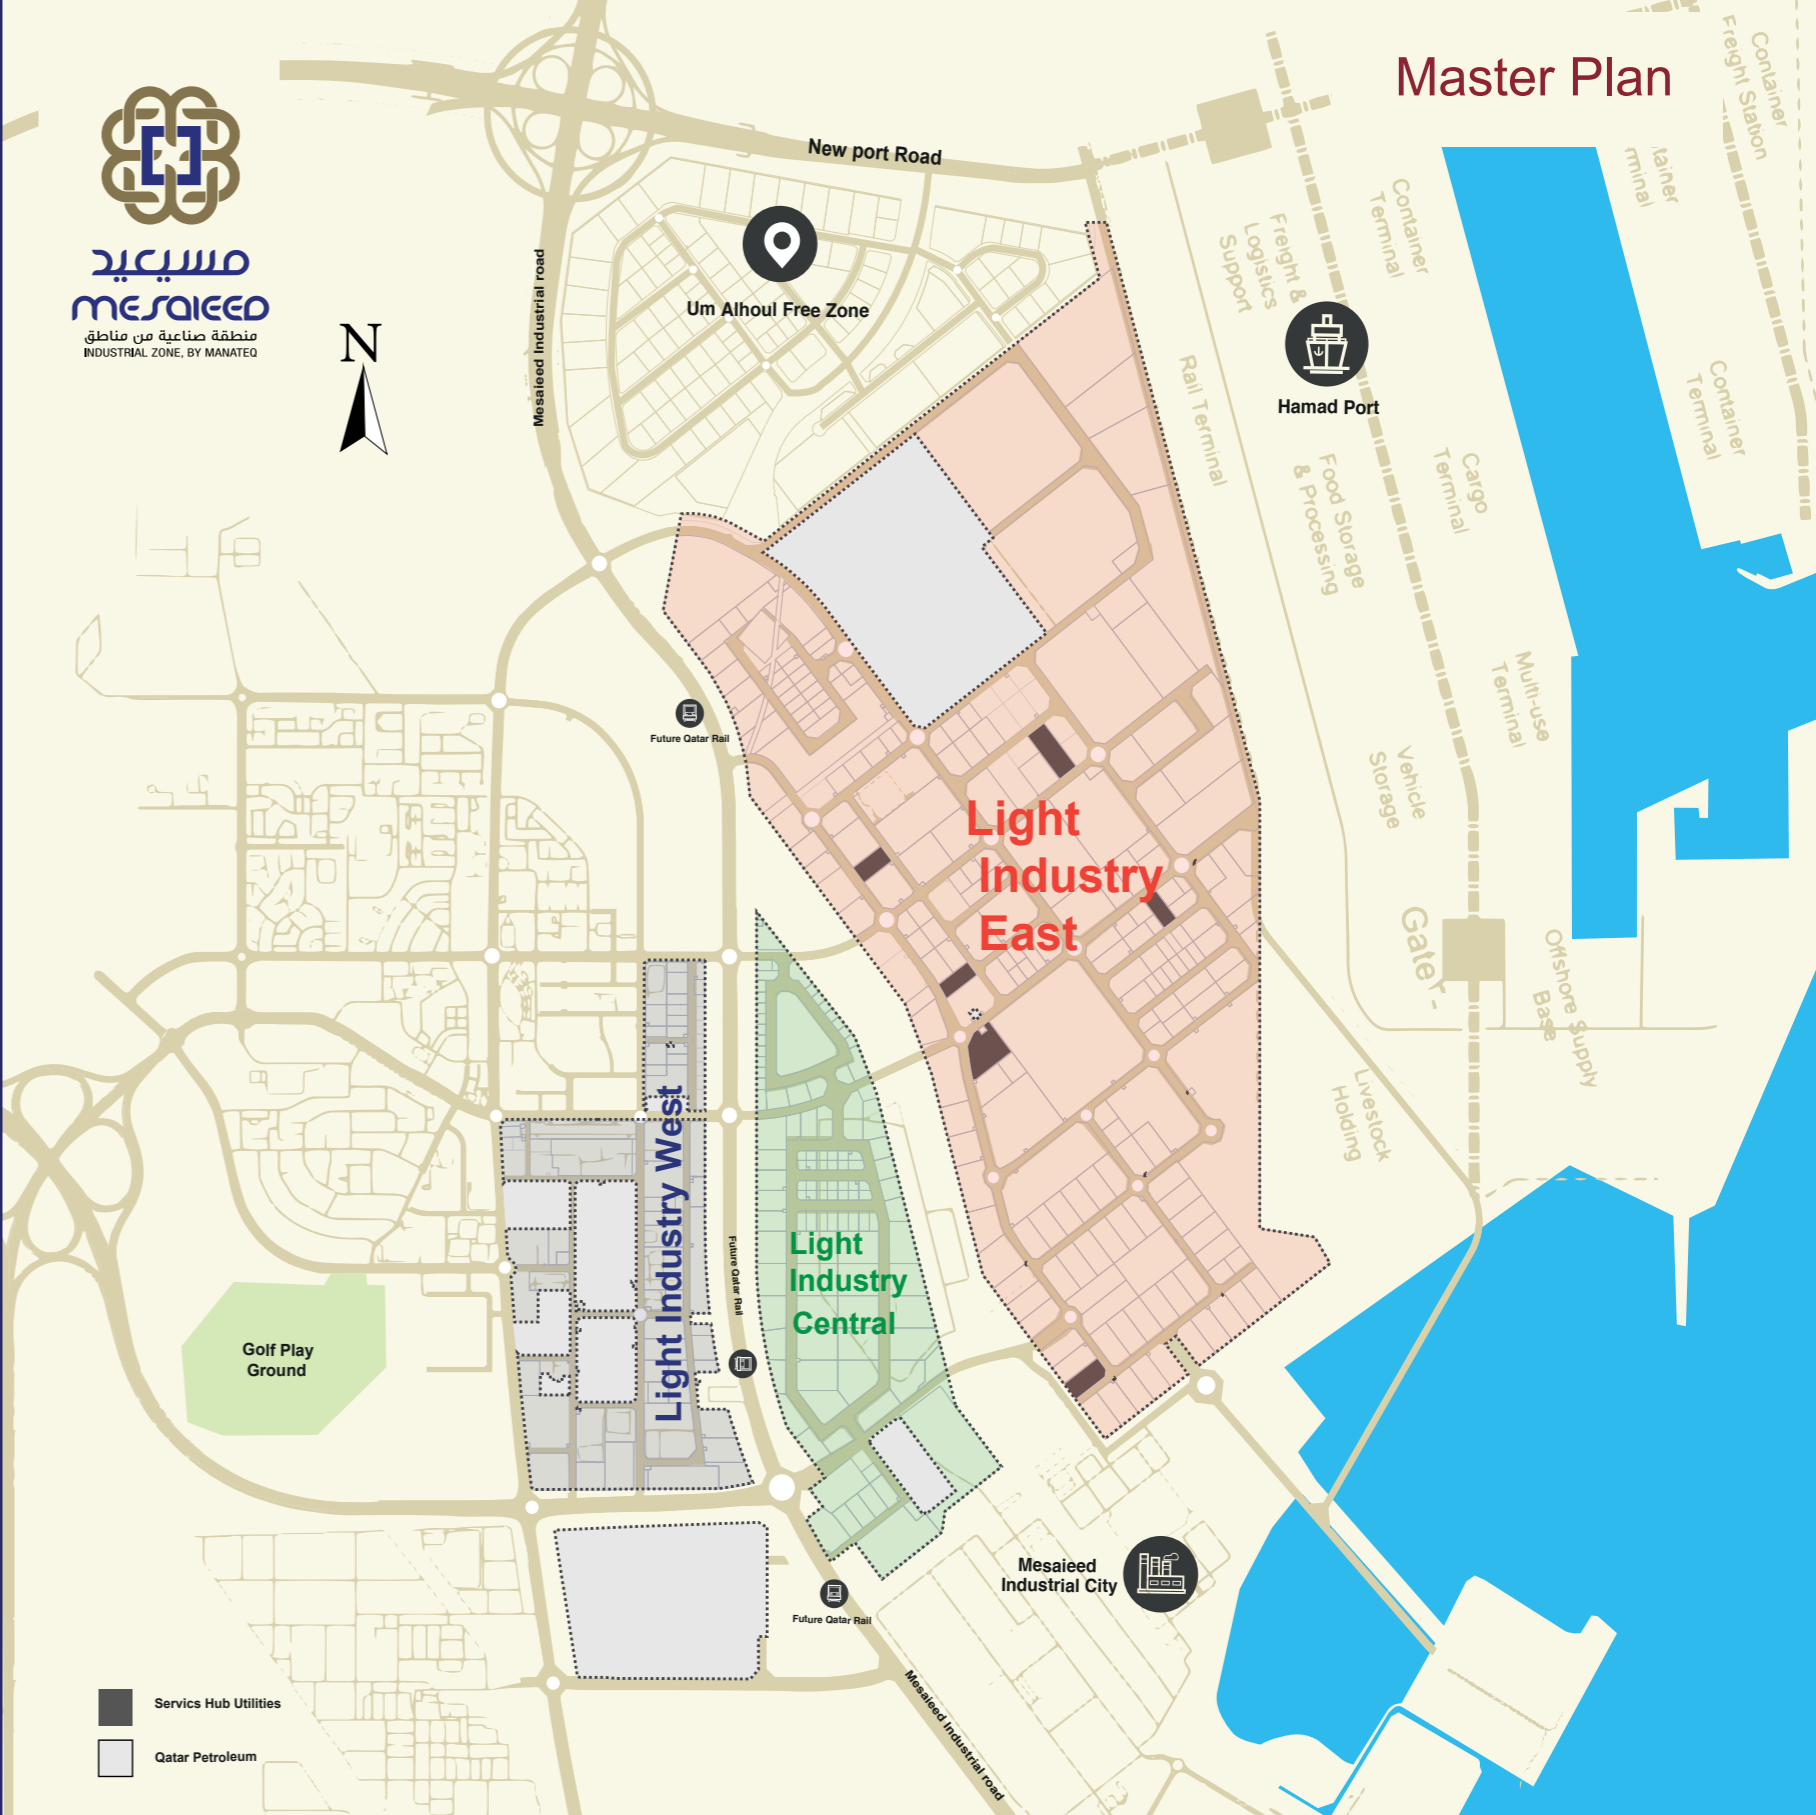 Master Plan
مسيعيد
mesaieed
منطقة صناعية من مناطق
INDUSTRIAL ZONE, BY MANATEQ
N
New port Road
Mesaieed Industrial road
Um Alhoul Free Zone
Container
Freight Station
Container
Terminal
Freight &
Logistics
Support
Hamad Port
Rail Terminal
Container
Terminal
Food Storage
& Processing
Cargo
Terminal
Multi-use
Terminal
Vehicle
Storage
Offshore Supply
Base
Livestock
Holding
Future Qatar Rail
Light
Industry
East
Light Industry West
Future Qatar Rail
Light
Industry
Central
Golf Play
Ground
Mesaieed
Industrial City
Future Qatar Rail
Mesaieed Industrial road
Servics Hub Utilities
Qatar Petroleum